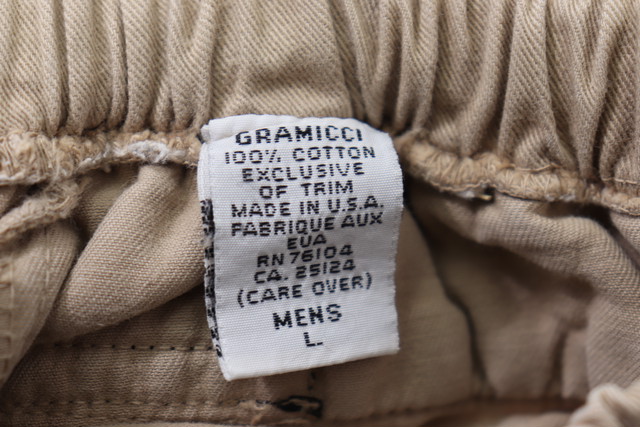 GRAMICCI
100% COTTON
EXCLUSIVE
OF TRIM
MADE IN U.S.A.
FABRIQUE AUX
EUA
RN 76104
CA. 25124
(CARE OVER)
MENS
L.